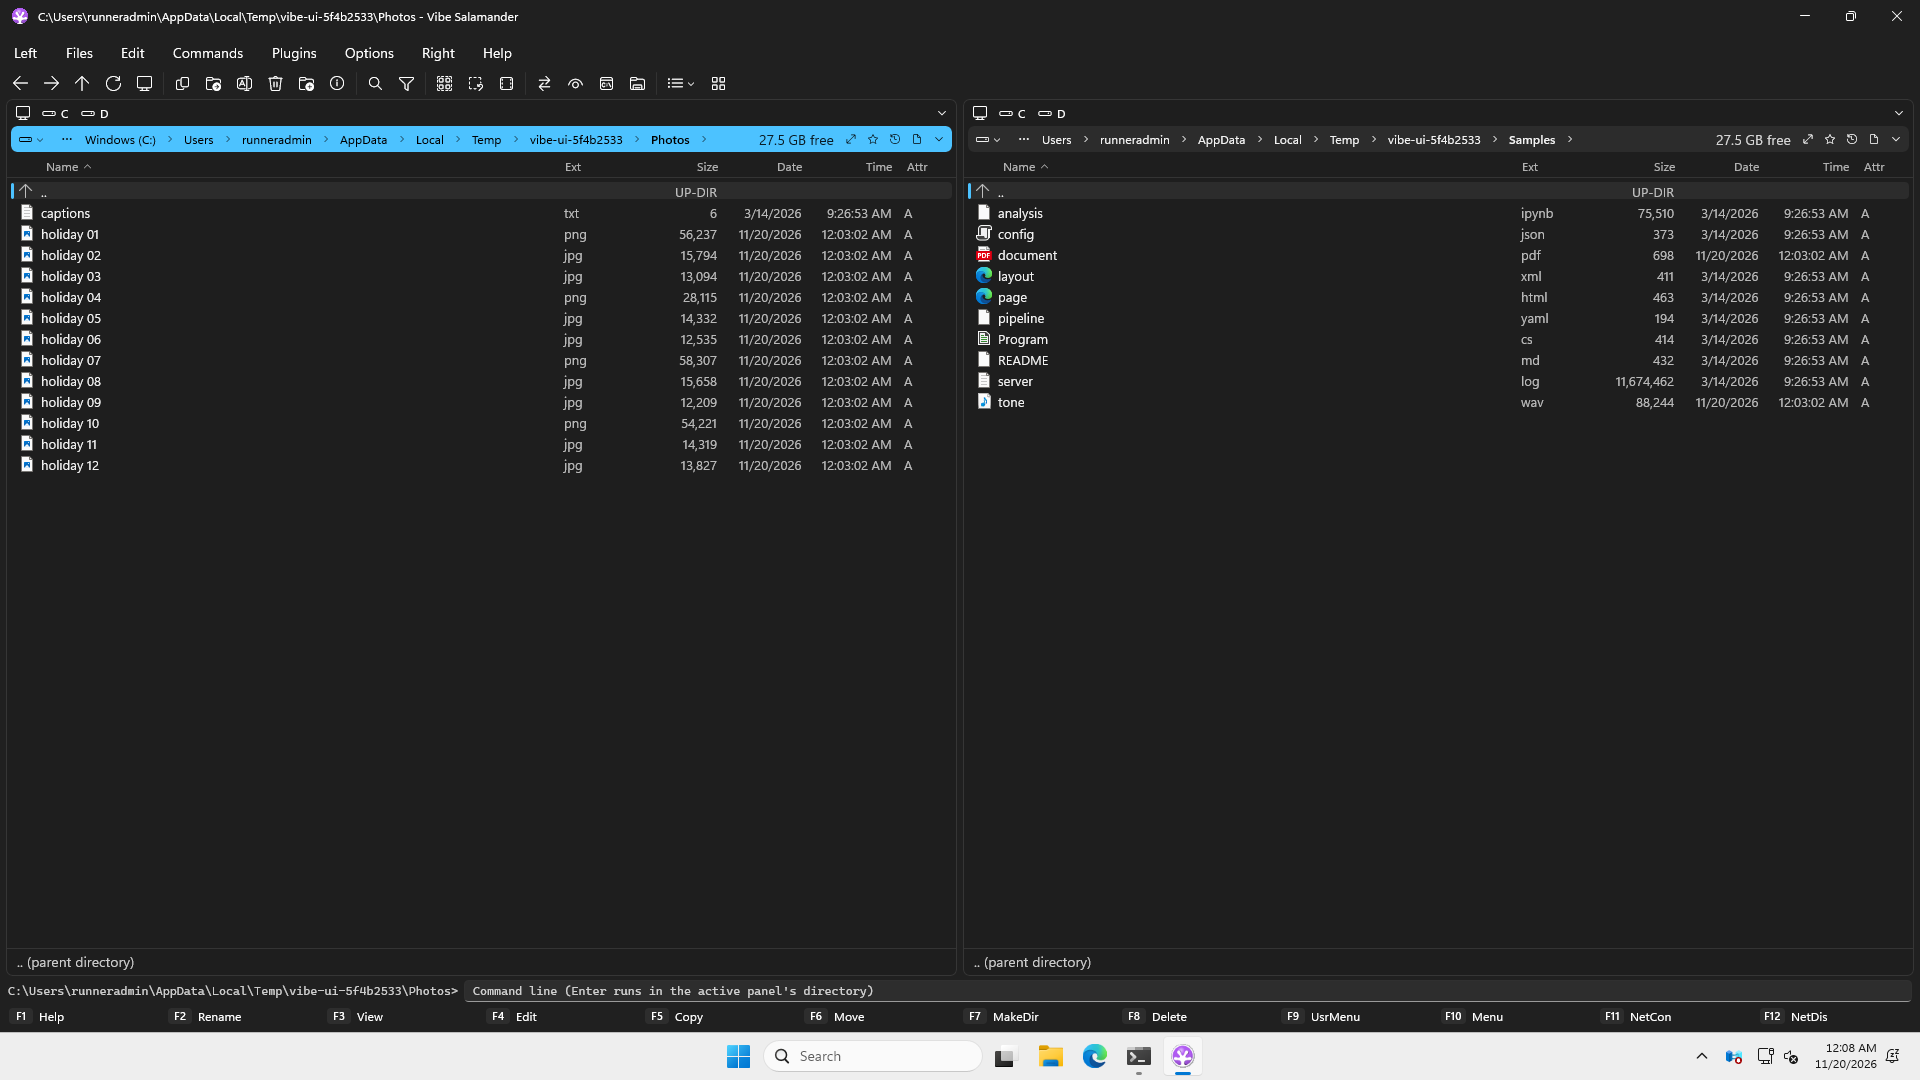 C:\Users\runneradmin\AppData\Local\Temp\vibe-ui-5f4b2533\Photos - Vibe Salamander
Left Files Edit Commands Plugins Options Right Help
C D
Windows (C:) Users runneradmin AppData Local Temp vibe-ui-5f4b2533 Photos 27.5 GB free
Name Ext Size Date Time Attr
.. UP-DIR
captions txt 6 3/14/2026 9:26:53 AM A
holiday 01 png 56,237 11/20/2026 12:03:02 AM A
holiday 02 jpg 15,794 11/20/2026 12:03:02 AM A
holiday 03 jpg 13,094 11/20/2026 12:03:02 AM A
holiday 04 png 28,115 11/20/2026 12:03:02 AM A
holiday 05 jpg 14,332 11/20/2026 12:03:02 AM A
holiday 06 jpg 12,535 11/20/2026 12:03:02 AM A
holiday 07 png 58,307 11/20/2026 12:03:02 AM A
holiday 08 jpg 15,658 11/20/2026 12:03:02 AM A
holiday 09 jpg 12,209 11/20/2026 12:03:02 AM A
holiday 10 png 54,221 11/20/2026 12:03:02 AM A
holiday 11 jpg 14,319 11/20/2026 12:03:02 AM A
holiday 12 jpg 13,827 11/20/2026 12:03:02 AM A
.. (parent directory)
C D
Users runneradmin AppData Local Temp vibe-ui-5f4b2533 Samples 27.5 GB free
Name Ext Size Date Time Attr
.. UP-DIR
analysis ipynb 75,510 3/14/2026 9:26:53 AM A
config json 373 3/14/2026 9:26:53 AM A
document pdf 698 11/20/2026 12:03:02 AM A
layout xml 411 3/14/2026 9:26:53 AM A
page html 463 3/14/2026 9:26:53 AM A
pipeline yaml 194 3/14/2026 9:26:53 AM A
Program cs 414 3/14/2026 9:26:53 AM A
README md 432 3/14/2026 9:26:53 AM A
server log 11,674,462 3/14/2026 9:26:53 AM A
tone wav 88,244 11/20/2026 12:03:02 AM A
.. (parent directory)
C:\Users\runneradmin\AppData\Local\Temp\vibe-ui-5f4b2533\Photos> Command line (Enter runs in the active panel's directory)
F1 Help F2 Rename F3 View F4 Edit F5 Copy F6 Move F7 MakeDir F8 Delete F9 UsrMenu F10 Menu F11 NetCon F12 NetDis
Search
12:08 AM
11/20/2026